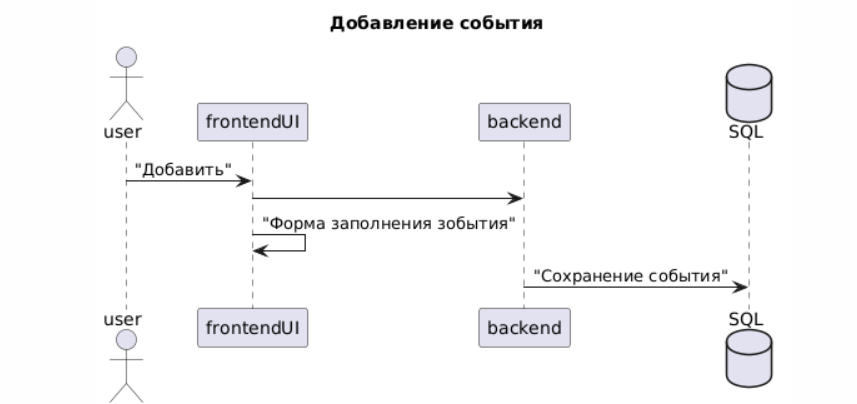 Добавление события
user
frontendUI
backend
SQL
"Добавить"
"Форма заполнения зобытия"
"Сохранение события"
user
frontendUI
backend
SQL